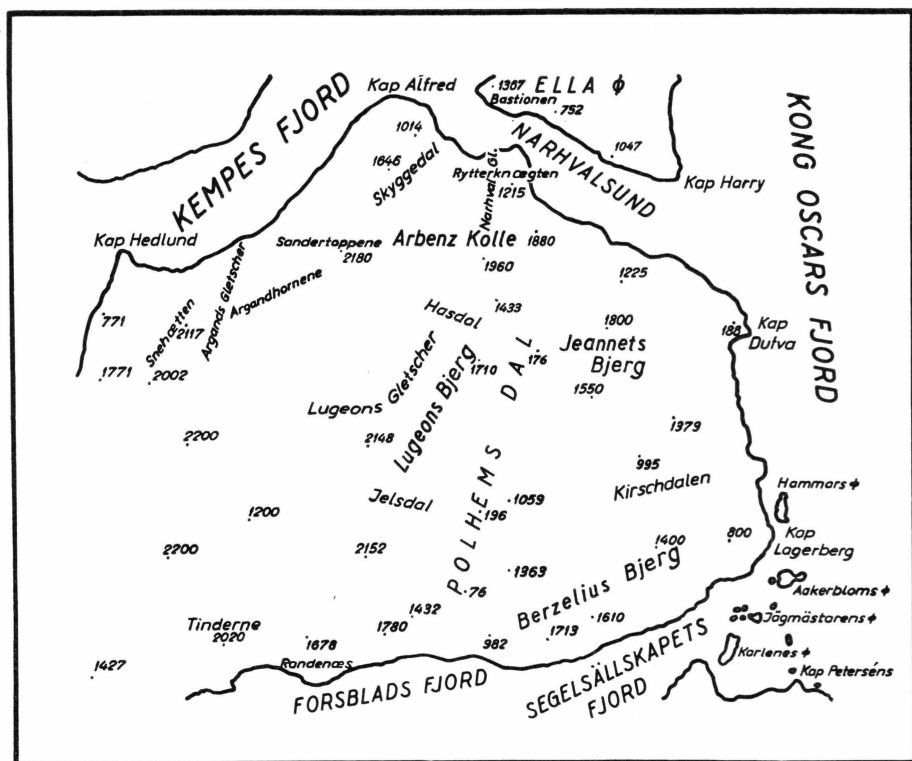 Kap Alfred
1367 ELLA φ
Bastionen
752
KONG OSCARS FJORD
KEMPES FJORD
1014
NARHVALSUND
1047
1646
Skyggedal
Narhval Gl.
Rytterknægten
1215
Kap Harry
Kap Hedlund
Sandertoppene
2180
Arbenz Kolle
1880
1960
1225
Argands Gletscher
Argandhornene
Snehætten
2117
771
1771
2002
Hasdal
1433
1800
188
Kap
Dufva
Jeannets
Bjerg
176
1710
1550
Lugeons Gletscher
Lugeons Bjerg
2148
2200
1379
995
Kirschdalen
POLHEMS DAL
Jelsdal
1059
196
1200
Hammars φ
Kap
Lagerberg
800
1400
2200
2152
1363
76
Berzelius Bjerg
Aakerbloms φ
1432
1610
Jägmästarens φ
Tinderne
2020
1678
1780
982
1713
Randenæs
1427
FORSBLADS FJORD
SEGELSÄLLSKAPETS
FJORD
Karlenes φ
Kap Peterséns